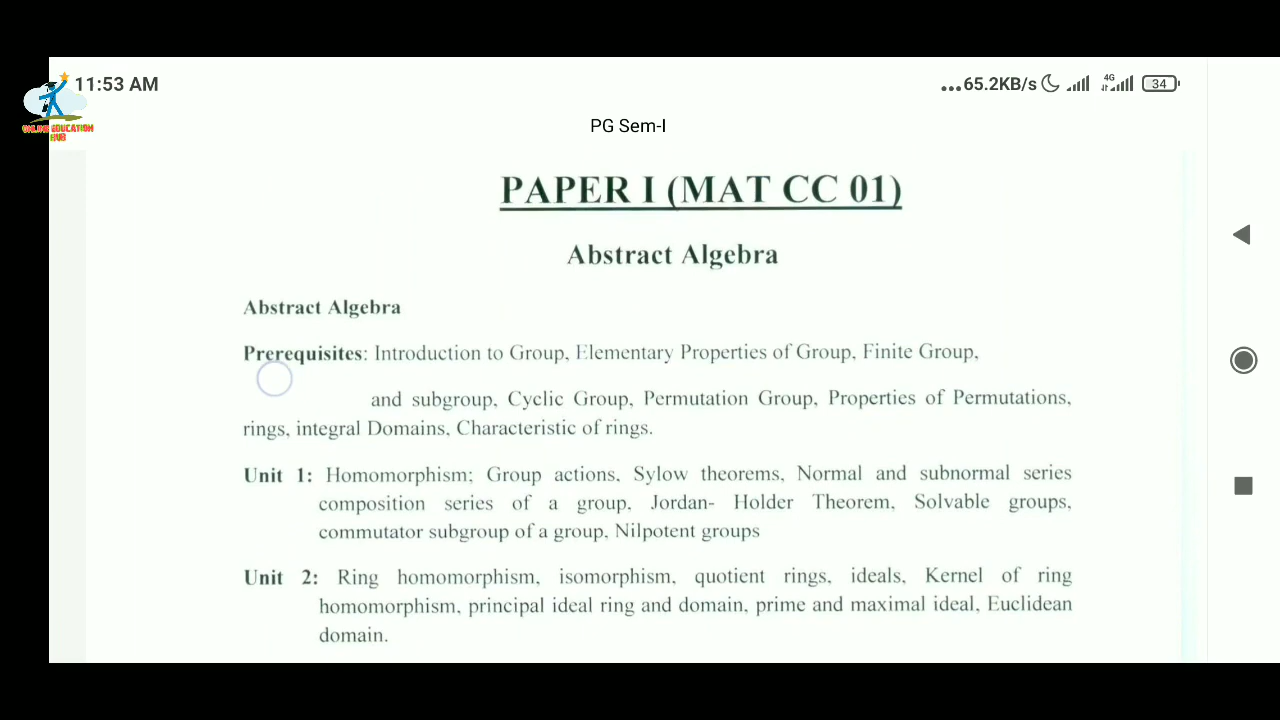 11:53 AM
...65.2KB/s 4G 34
ONLINE EDUCATION
HUB
PG Sem-I
PAPER I (MAT CC 01)
Abstract Algebra
Abstract Algebra
Prerequisites: Introduction to Group, Elementary Properties of Group, Finite Group,
and subgroup, Cyclic Group, Permutation Group, Properties of Permutations,
rings, integral Domains, Characteristic of rings.
Unit 1: Homomorphism; Group actions, Sylow theorems, Normal and subnormal series
composition series of a group, Jordan- Holder Theorem, Solvable groups,
commutator subgroup of a group, Nilpotent groups
Unit 2: Ring homomorphism, isomorphism, quotient rings, ideals, Kernel of ring
homomorphism, principal ideal ring and domain, prime and maximal ideal, Euclidean
domain.